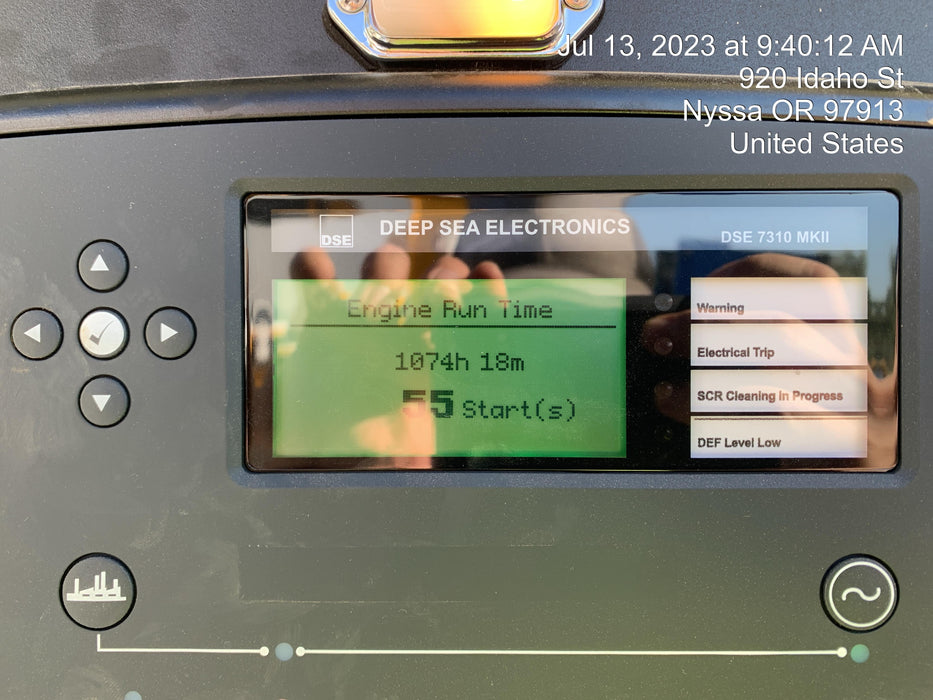 Jul 13, 2023 at 9:40:12 AM
920 Idaho St
Nyssa OR 97913
United States
DSE
DEEP SEA ELECTRONICS
DSE 7310 MKII
Engine Run Time
1074h 18m
55 Start(s)
Warning
Electrical Trip
SCR Cleaning in Progress
DEF Level Low